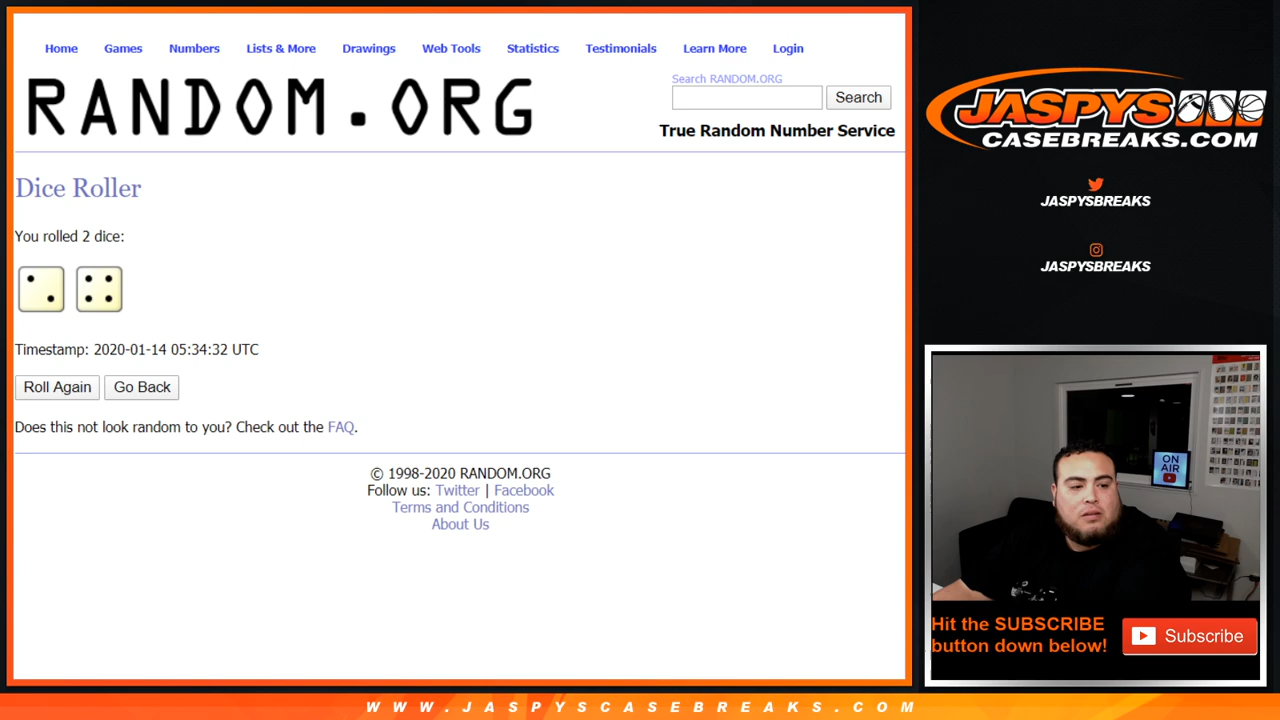 Home Games Numbers Lists & More Drawings Web Tools Statistics Testimonials Learn More Login
RANDOM.ORG
Search RANDOM.ORG
Search
True Random Number Service
Dice Roller
You rolled 2 dice:
Timestamp: 2020-01-14 05:34:32 UTC
Roll Again Go Back
Does this not look random to you? Check out the FAQ.
© 1998-2020 RANDOM.ORG
Follow us: Twitter | Facebook
Terms and Conditions
About Us
JASPYS
CASEBREAKS.COM
JASPYSBREAKS
JASPYSBREAKS
ON
AIR
Hit the SUBSCRIBE
button down below!
Subscribe
WWW.JASPYSCASEBREAKS.COM